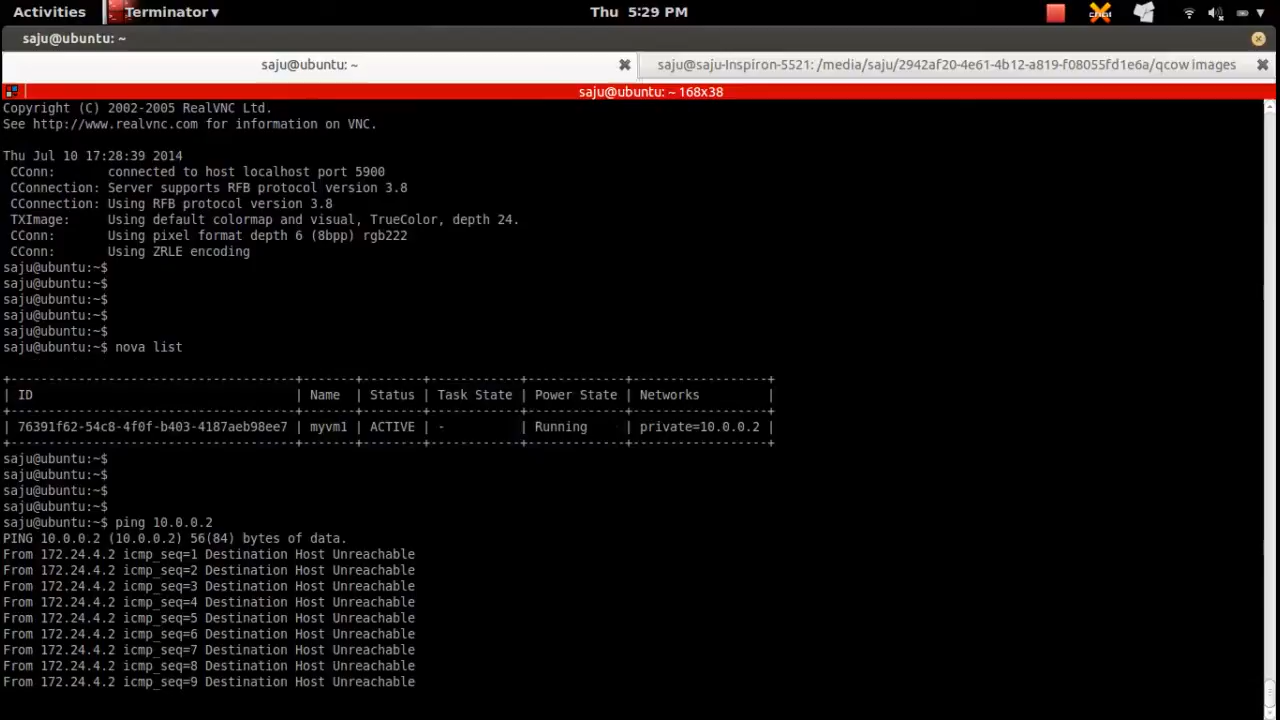 Activities Terminator▾ Thu 5:29 PM
saju@ubuntu: ~
saju@ubuntu: ~ saju@saju-Inspiron-5521: /media/saju/2942af20-4e61-4b12-a819-f08055fd1e6a/qcow images
saju@ubuntu: ~ 168x38
Copyright (C) 2002-2005 RealVNC Ltd.
See http://www.realvnc.com for information on VNC.
Thu Jul 10 17:28:39 2014
CConn: connected to host localhost port 5900
CConnection: Server supports RFB protocol version 3.8
CConnection: Using RFB protocol version 3.8
TXImage: Using default colormap and visual, TrueColor, depth 24.
CConn: Using pixel format depth 6 (8bpp) rgb222
CConn: Using ZRLE encoding
saju@ubuntu:~$
saju@ubuntu:~$
saju@ubuntu:~$
saju@ubuntu:~$
saju@ubuntu:~$
saju@ubuntu:~$ nova list
+--------------------------------------+-------+--------+------------+-------------+------------------+
| ID | Name | Status | Task State | Power State | Networks |
+--------------------------------------+-------+--------+------------+-------------+------------------+
| 76391f62-54c8-4f0f-b403-4187aeb98ee7 | myvm1 | ACTIVE | - | Running | private=10.0.0.2 |
+--------------------------------------+-------+--------+------------+-------------+------------------+
saju@ubuntu:~$
saju@ubuntu:~$
saju@ubuntu:~$
saju@ubuntu:~$
saju@ubuntu:~$ ping 10.0.0.2
PING 10.0.0.2 (10.0.0.2) 56(84) bytes of data.
From 172.24.4.2 icmp_seq=1 Destination Host Unreachable
From 172.24.4.2 icmp_seq=2 Destination Host Unreachable
From 172.24.4.2 icmp_seq=3 Destination Host Unreachable
From 172.24.4.2 icmp_seq=4 Destination Host Unreachable
From 172.24.4.2 icmp_seq=5 Destination Host Unreachable
From 172.24.4.2 icmp_seq=6 Destination Host Unreachable
From 172.24.4.2 icmp_seq=7 Destination Host Unreachable
From 172.24.4.2 icmp_seq=8 Destination Host Unreachable
From 172.24.4.2 icmp_seq=9 Destination Host Unreachable